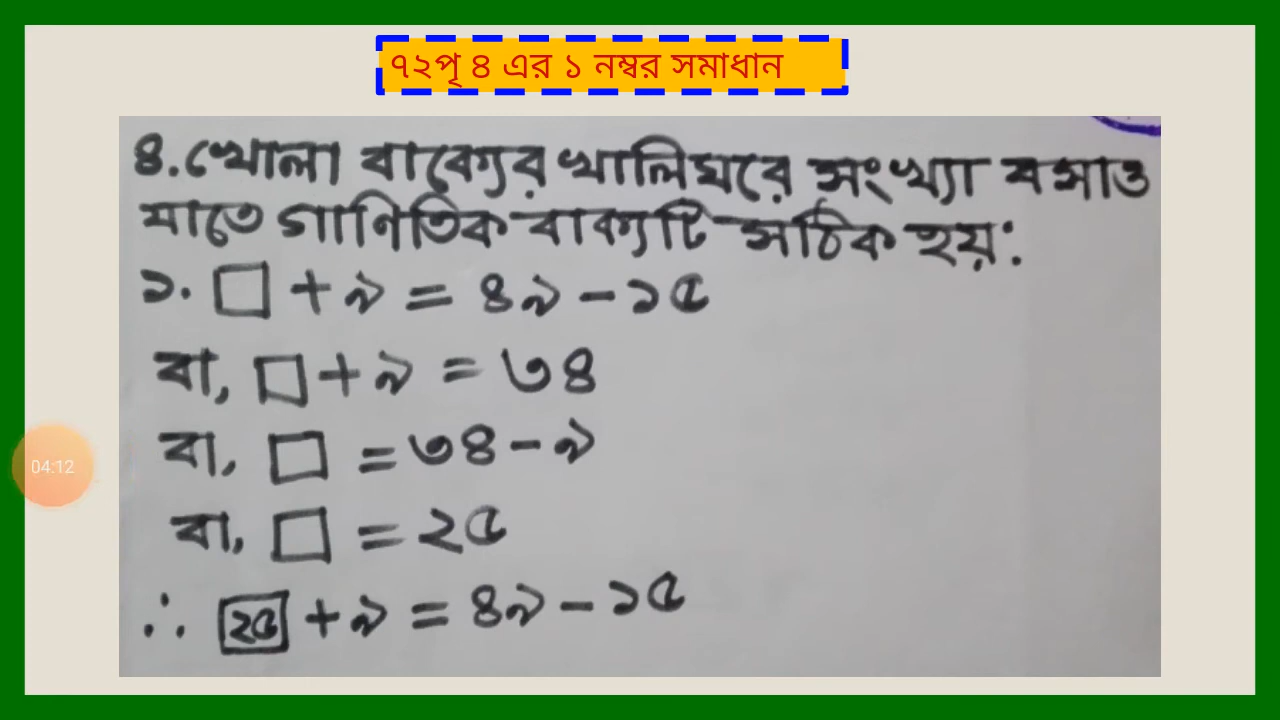 ৭২পৃ ৪ এর ১ নম্বর সমাধান
৪. খোলা বাক্যের খালিঘরে সংখ্যা বসাও
যাতে গাণিতিক বাক্যটি সঠিক হয়:
১. □ + ৯ = ৪৯ - ১৫
বা, □ + ৯ = ৩৪
বা, □ = ৩৪ - ৯
04:12
বা, □ = ২৫
∴ ২৫ + ৯ = ৪৯ - ১৫